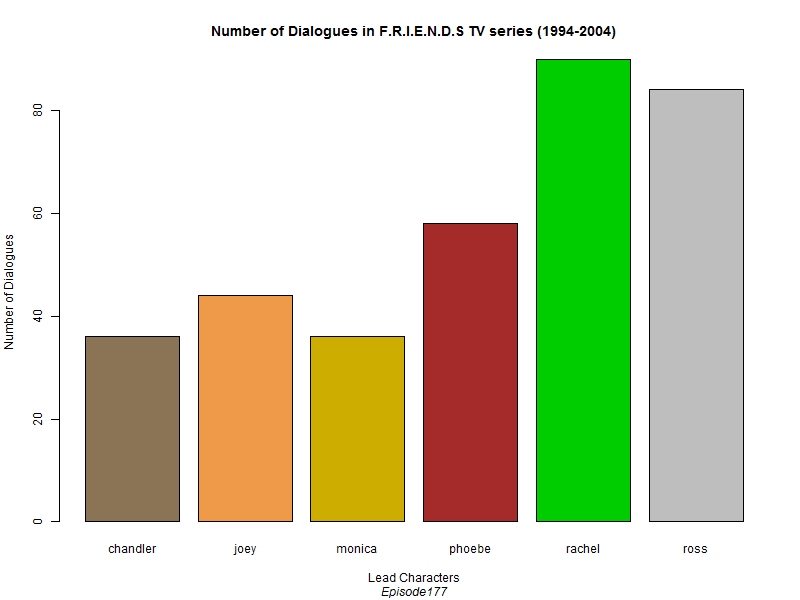 Number of Dialogues in F.R.I.E.N.D.S TV series (1994-2004)
Number of Dialogues
80
60
40
20
0
chandler joey monica phoebe rachel ross
Lead Characters
Episode177